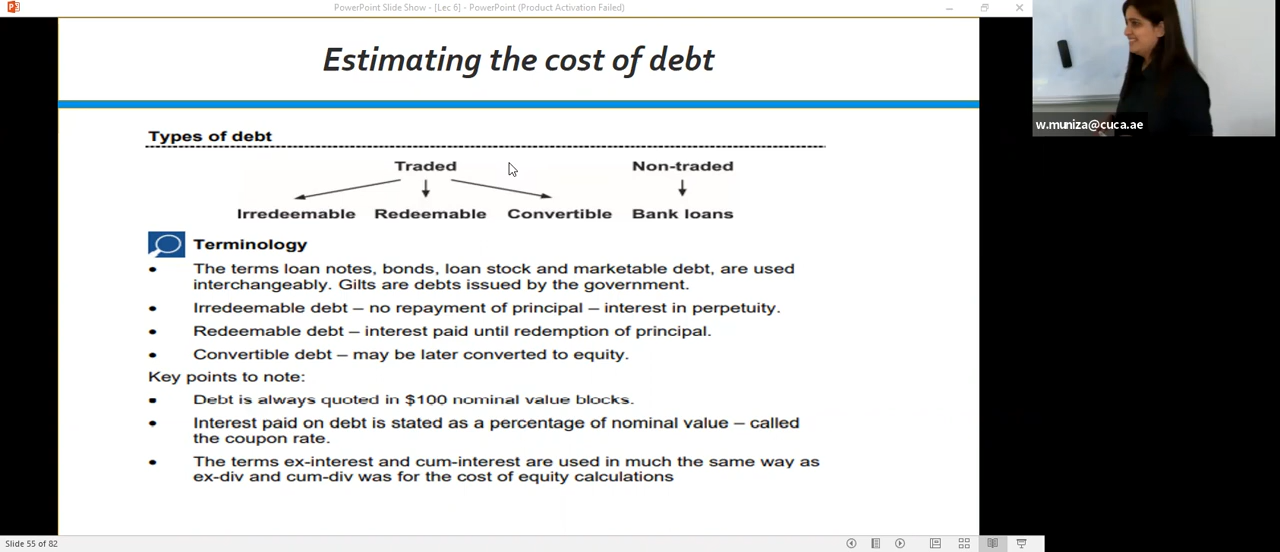 PowerPoint Slide Show - [Lec 6] - PowerPoint (Product Activation Failed)
Estimating the cost of debt
w.muniza@cuca.ae
Types of debt
Traded Non-traded
Irredeemable Redeemable Convertible Bank loans
Terminology
• The terms loan notes, bonds, loan stock and marketable debt, are used
interchangeably. Gilts are debts issued by the government.
• Irredeemable debt – no repayment of principal – interest in perpetuity.
• Redeemable debt – interest paid until redemption of principal.
• Convertible debt – may be later converted to equity.
Key points to note:
• Debt is always quoted in $100 nominal value blocks.
• Interest paid on debt is stated as a percentage of nominal value – called
the coupon rate.
• The terms ex-interest and cum-interest are used in much the same way as
ex-div and cum-div was for the cost of equity calculations
Slide 55 of 82